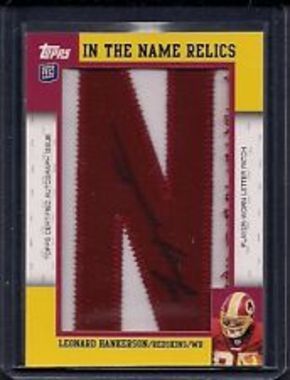 Topps
IN THE NAME RELICS
RC
TOPPS CERTIFIED AUTOGRAPH ISSUE
N
PLAYER-WORN LETTER PATCH
LEONARD HANKERSON/REDSKINS/WR